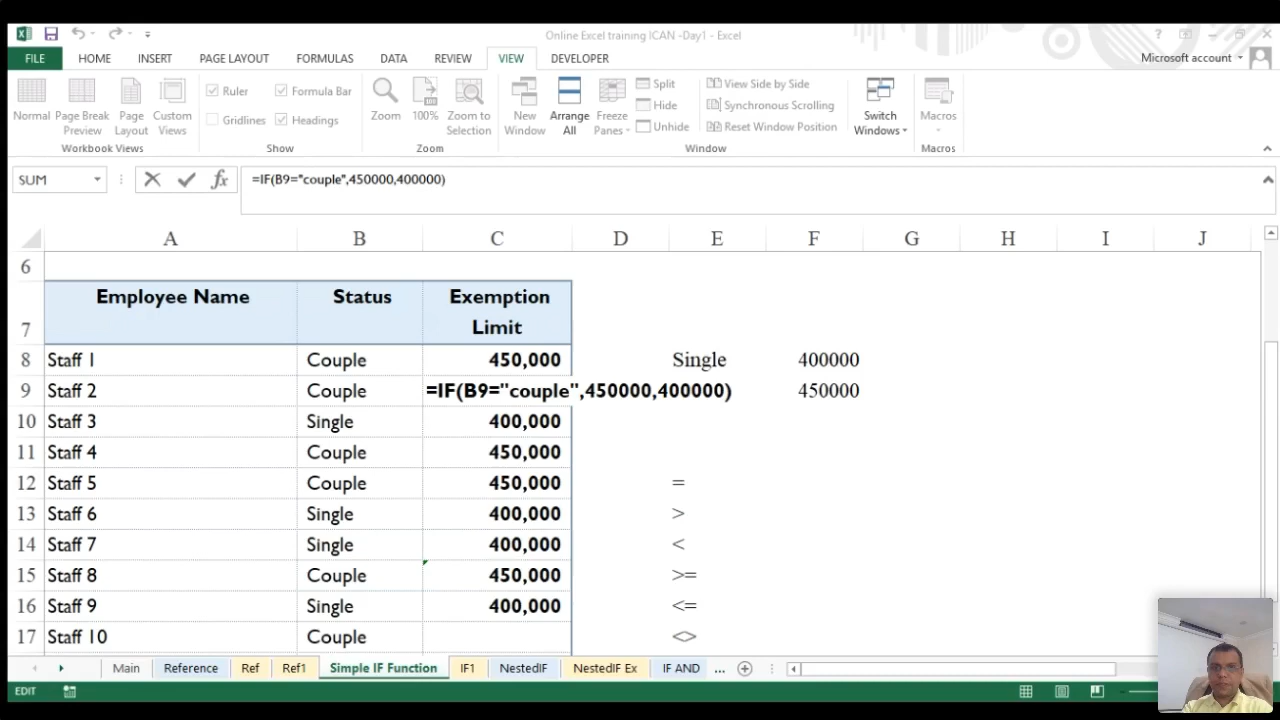 Online Excel training ICAN -Day1 - Excel
?
FILE HOME INSERT PAGE LAYOUT FORMULAS DATA REVIEW VIEW DEVELOPER
Microsoft account
Normal
Page Break
Preview
Page
Layout
Custom
Views
Workbook Views
Ruler
Formula Bar
Gridlines
Headings
Show
Zoom
100%
Zoom to
Selection
Zoom
New
Window
Arrange
All
Freeze
Panes
Split
Hide
Unhide
View Side by Side
Synchronous Scrolling
Reset Window Position
Window
Switch
Windows
Macros
Macros
SUM fx =IF(B9="couple",450000,400000)
A B C D E F G H I J
6
7 Employee Name Status Exemption
Limit
8 Staff 1 Couple 450,000 Single 400000
9 Staff 2 Couple =IF(B9="couple",450000,400000) 450000
10 Staff 3 Single 400,000
11 Staff 4 Couple 450,000
12 Staff 5 Couple 450,000 =
13 Staff 6 Single 400,000 >
14 Staff 7 Single 400,000 <
15 Staff 8 Couple 450,000 >=
16 Staff 9 Single 400,000 <=
17 Staff 10 Couple <>
Main Reference Ref Ref1 Simple IF Function IF1 NestedIF NestedIF Ex IF AND ...
EDIT